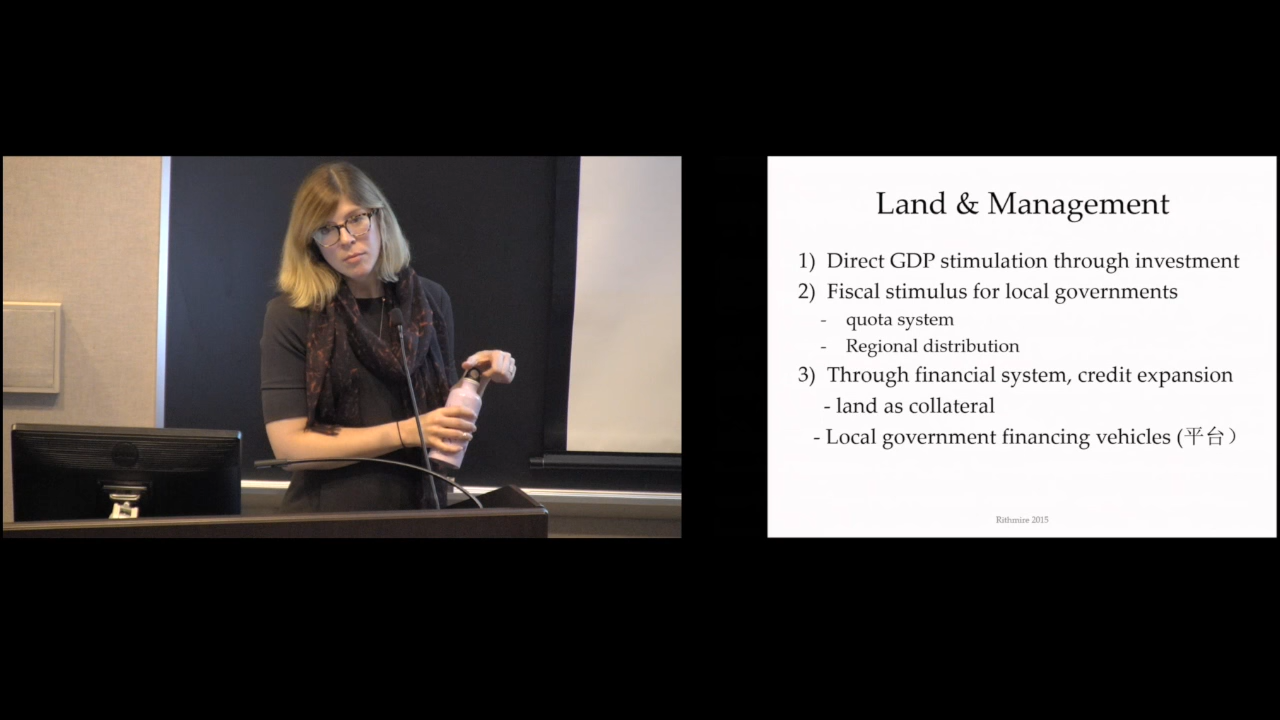 Land & Management
1) Direct GDP stimulation through investment
2) Fiscal stimulus for local governments
- quota system
- Regional distribution
3) Through financial system, credit expansion
- land as collateral
- Local government financing vehicles (平台）
Rithmire 2015